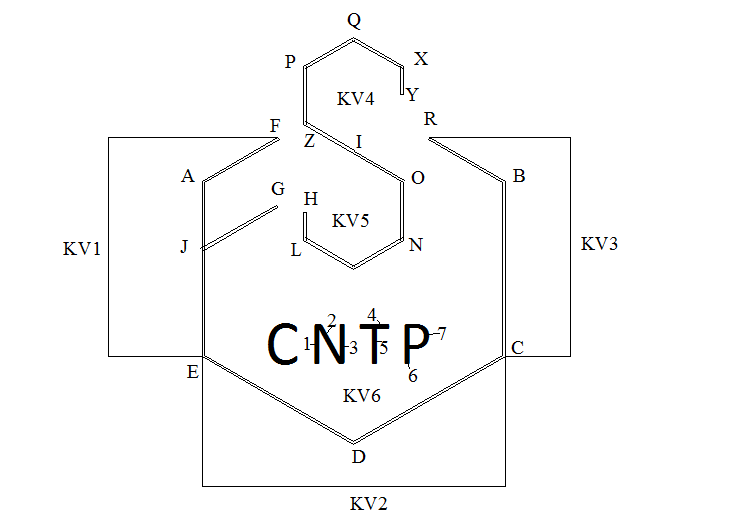 Q
P X
KV4 Y
F Z I R
A O B
G H
KV5
J L N
KV1 KV3
CNTP
1 2 3 4 5 6 7
E C
KV6
D
KV2